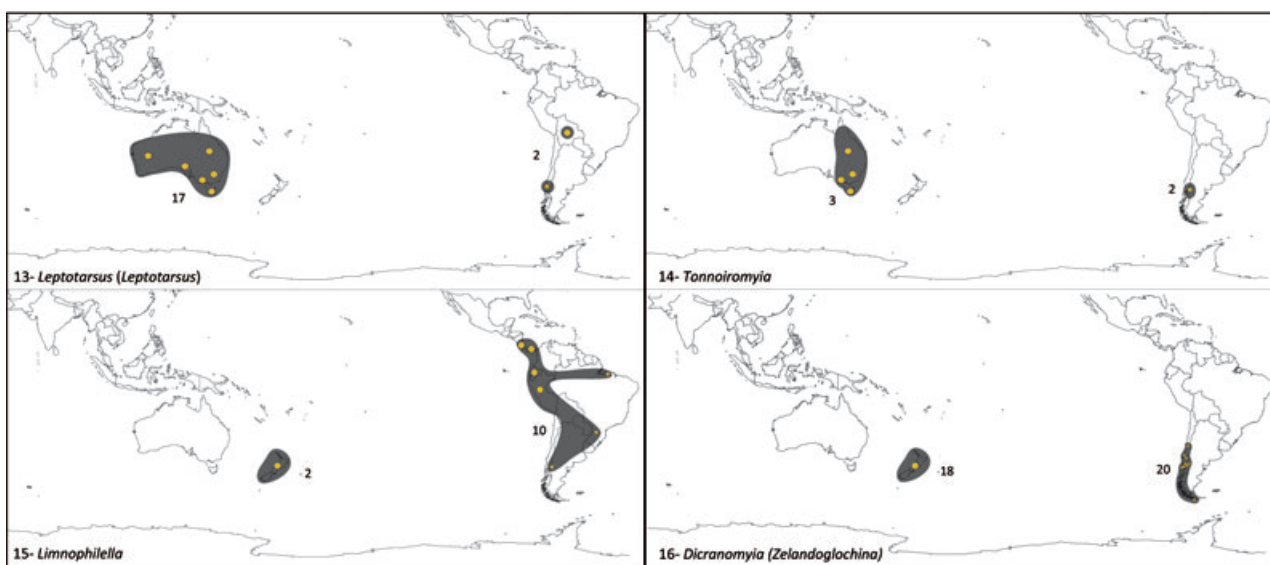 2
17
13- Leptotarsus (Leptotarsus)
2
3
14- Tonnoiromyia
10
2
15- Limnophilella
18
20
16- Dicranomyia (Zelandoglochina)